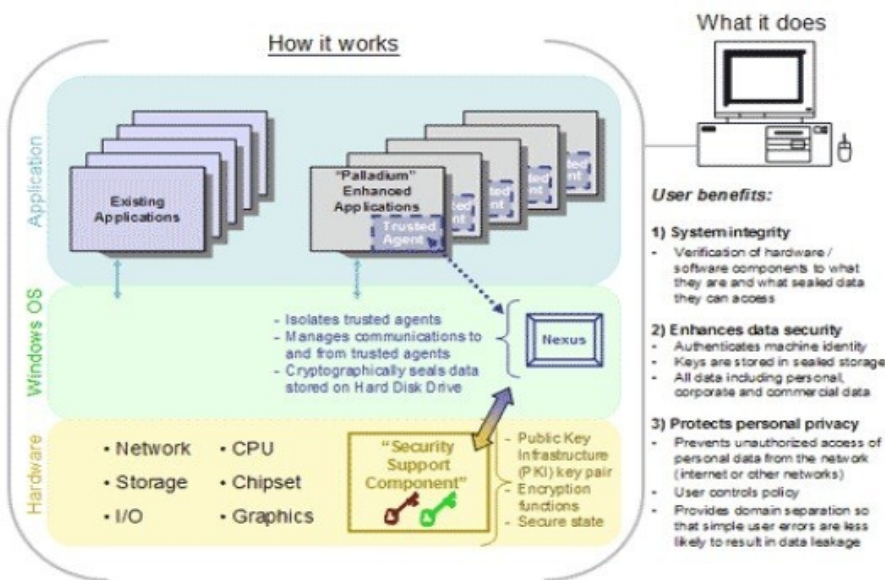 How it works
Application
Existing
Applications
"Palladium"
Enhanced
Applications
Trusted
Agent
Windows OS
- Isolates trusted agents
- Manages communications to
and from trusted agents
- Cryptographically seals data
stored on Hard Disk Drive
Nexus
Hardware
• Network
• Storage
• I/O
• CPU
• Chipset
• Graphics
"Security
Support
Component"
- Public Key
Infrastructure
(PKI) key pair
- Encryption
functions
- Secure state
What it does
User benefits:
1) System integrity
- Verification of hardware /
software components to what
they are and what sealed data
they can access
2) Enhances data security
- Authenticates machine identity
- Keys are stored in sealed storage
- All data including personal,
corporate and commercial data
3) Protects personal privacy
- Prevents unauthorized access of
personal data from the network
(internet or other networks)
- User controls policy
- Provides domain separation so
that simple user errors are less
likely to result in data leakage